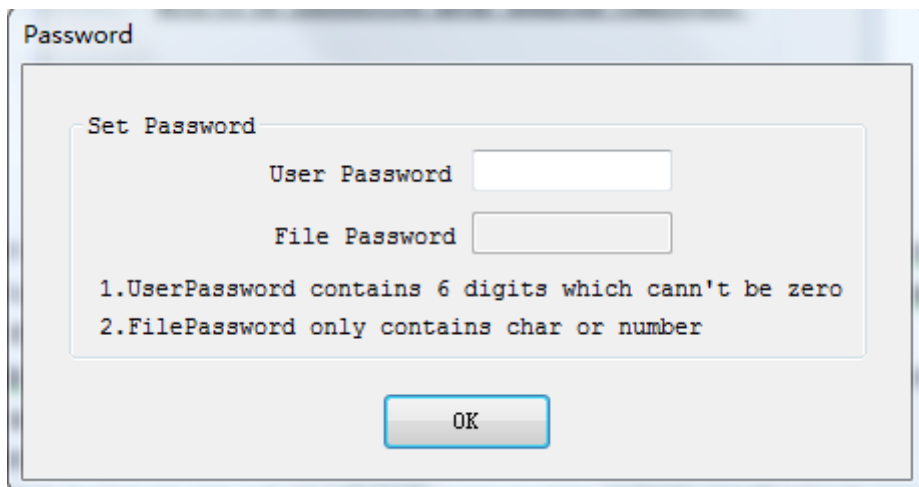 Password
Set Password
User Password
File Password
1.UserPassword contains 6 digits which cann't be zero
2.FilePassword only contains char or number
OK